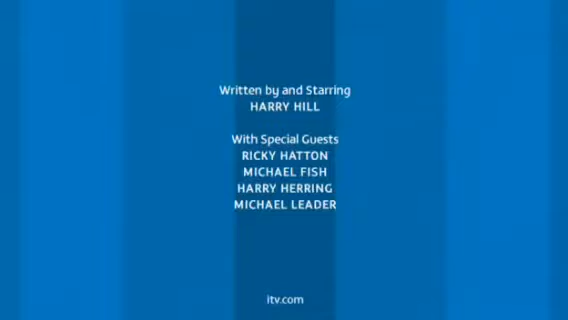 Written by and Starring
HARRY HILL
With Special Guests
RICKY HATTON
MICHAEL FISH
HARRY HERRING
MICHAEL LEADER
itv.com